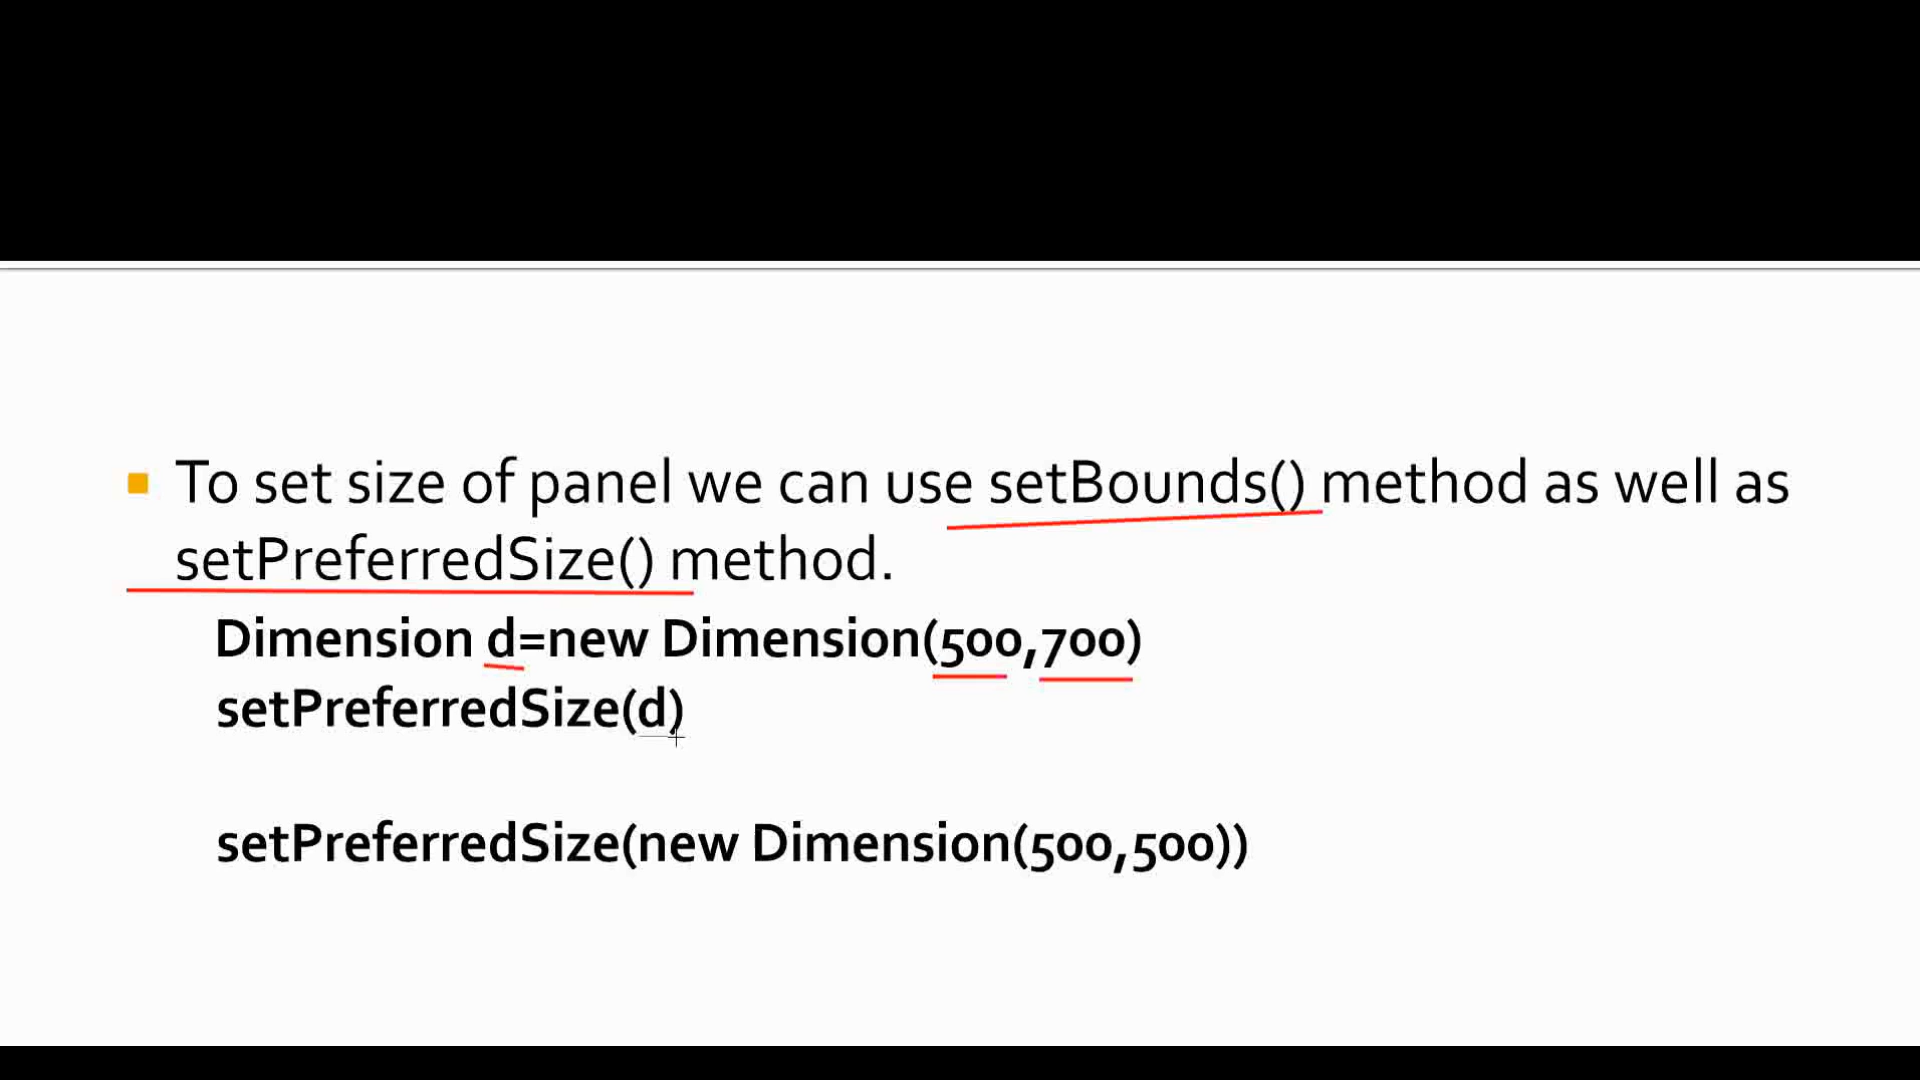 To set size of panel we can use setBounds() method as well as
setPreferredSize() method.
Dimension d=new Dimension(500,700)
setPreferredSize(d)
setPreferredSize(new Dimension(500,500))